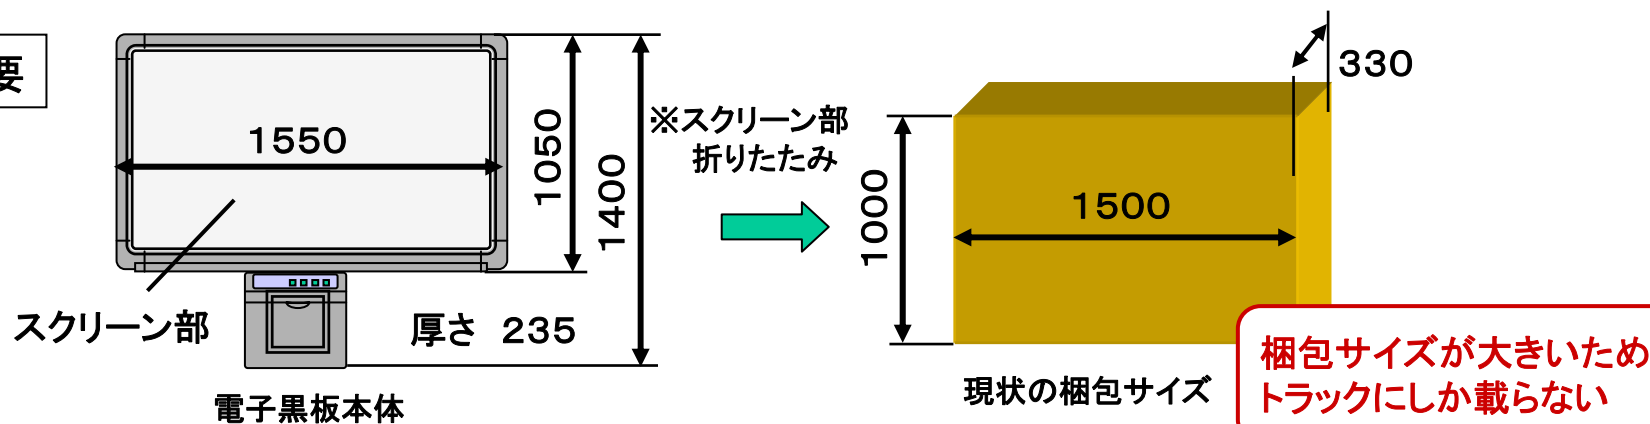 要
1550
1050
1400
スクリーン部
厚さ 235
電子黒板本体
※スクリーン部
折りたたみ
330
1000
1500
現状の梱包サイズ
梱包サイズが大きいため
トラックにしか載らない